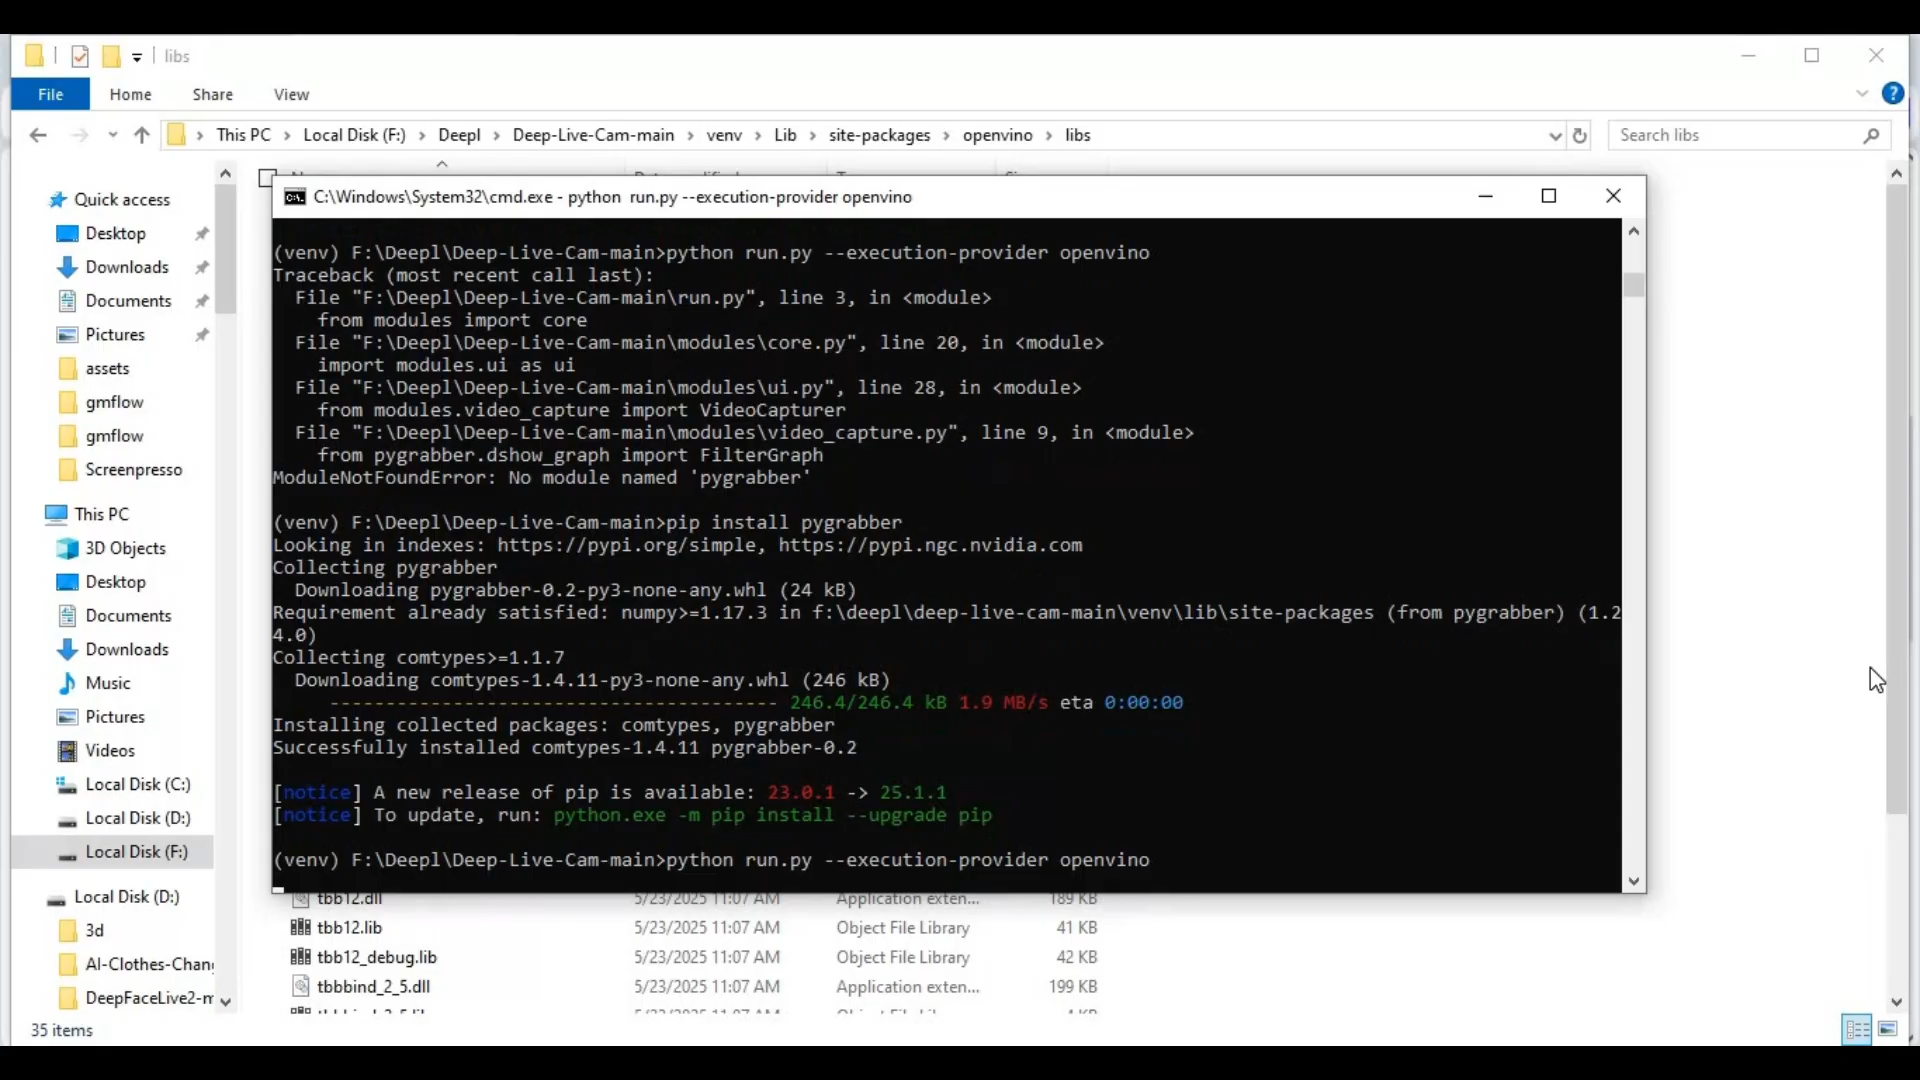 libs
File Home Share View
This PC > Local Disk (F:) > Deepl > Deep-Live-Cam-main > venv > Lib > site-packages > openvino > libs
Search libs
Quick access
Desktop
Downloads
Documents
Pictures
assets
gmflow
gmflow
Screenpresso
This PC
3D Objects
Desktop
Documents
Downloads
Music
Pictures
Videos
Local Disk (C:)
Local Disk (D:)
Local Disk (F:)
Local Disk (D:)
3d
AI-Clothes-Chan
DeepFaceLive2-m
35 items
C:\Windows\System32\cmd.exe - python run.py --execution-provider openvino
(venv) F:\Deepl\Deep-Live-Cam-main>python run.py --execution-provider openvino
Traceback (most recent call last):
File "F:\Deepl\Deep-Live-Cam-main\run.py", line 3, in <module>
from modules import core
File "F:\Deepl\Deep-Live-Cam-main\modules\core.py", line 20, in <module>
import modules.ui as ui
File "F:\Deepl\Deep-Live-Cam-main\modules\ui.py", line 28, in <module>
from modules.video_capture import VideoCapturer
File "F:\Deepl\Deep-Live-Cam-main\modules\video_capture.py", line 9, in <module>
from pygrabber.dshow_graph import FilterGraph
ModuleNotFoundError: No module named 'pygrabber'
(venv) F:\Deepl\Deep-Live-Cam-main>pip install pygrabber
Looking in indexes: https://pypi.org/simple, https://pypi.ngc.nvidia.com
Collecting pygrabber
Downloading pygrabber-0.2-py3-none-any.whl (24 kB)
Requirement already satisfied: numpy>=1.17.3 in f:\deepl\deep-live-cam-main\venv\lib\site-packages (from pygrabber) (1.2
4.0)
Collecting comtypes>=1.1.7
Downloading comtypes-1.4.11-py3-none-any.whl (246 kB)
---------------------------------------- 246.4/246.4 kB 1.9 MB/s eta 0:00:00
Installing collected packages: comtypes, pygrabber
Successfully installed comtypes-1.4.11 pygrabber-0.2
[notice] A new release of pip is available: 23.0.1 -> 25.1.1
[notice] To update, run: python.exe -m pip install --upgrade pip
(venv) F:\Deepl\Deep-Live-Cam-main>python run.py --execution-provider openvino
tbb12.dll 5/23/2025 11:07 AM Application exten... 189 KB
tbb12.lib 5/23/2025 11:07 AM Object File Library 41 KB
tbb12_debug.lib 5/23/2025 11:07 AM Object File Library 42 KB
tbbbind_2_5.dll 5/23/2025 11:07 AM Application exten... 199 KB